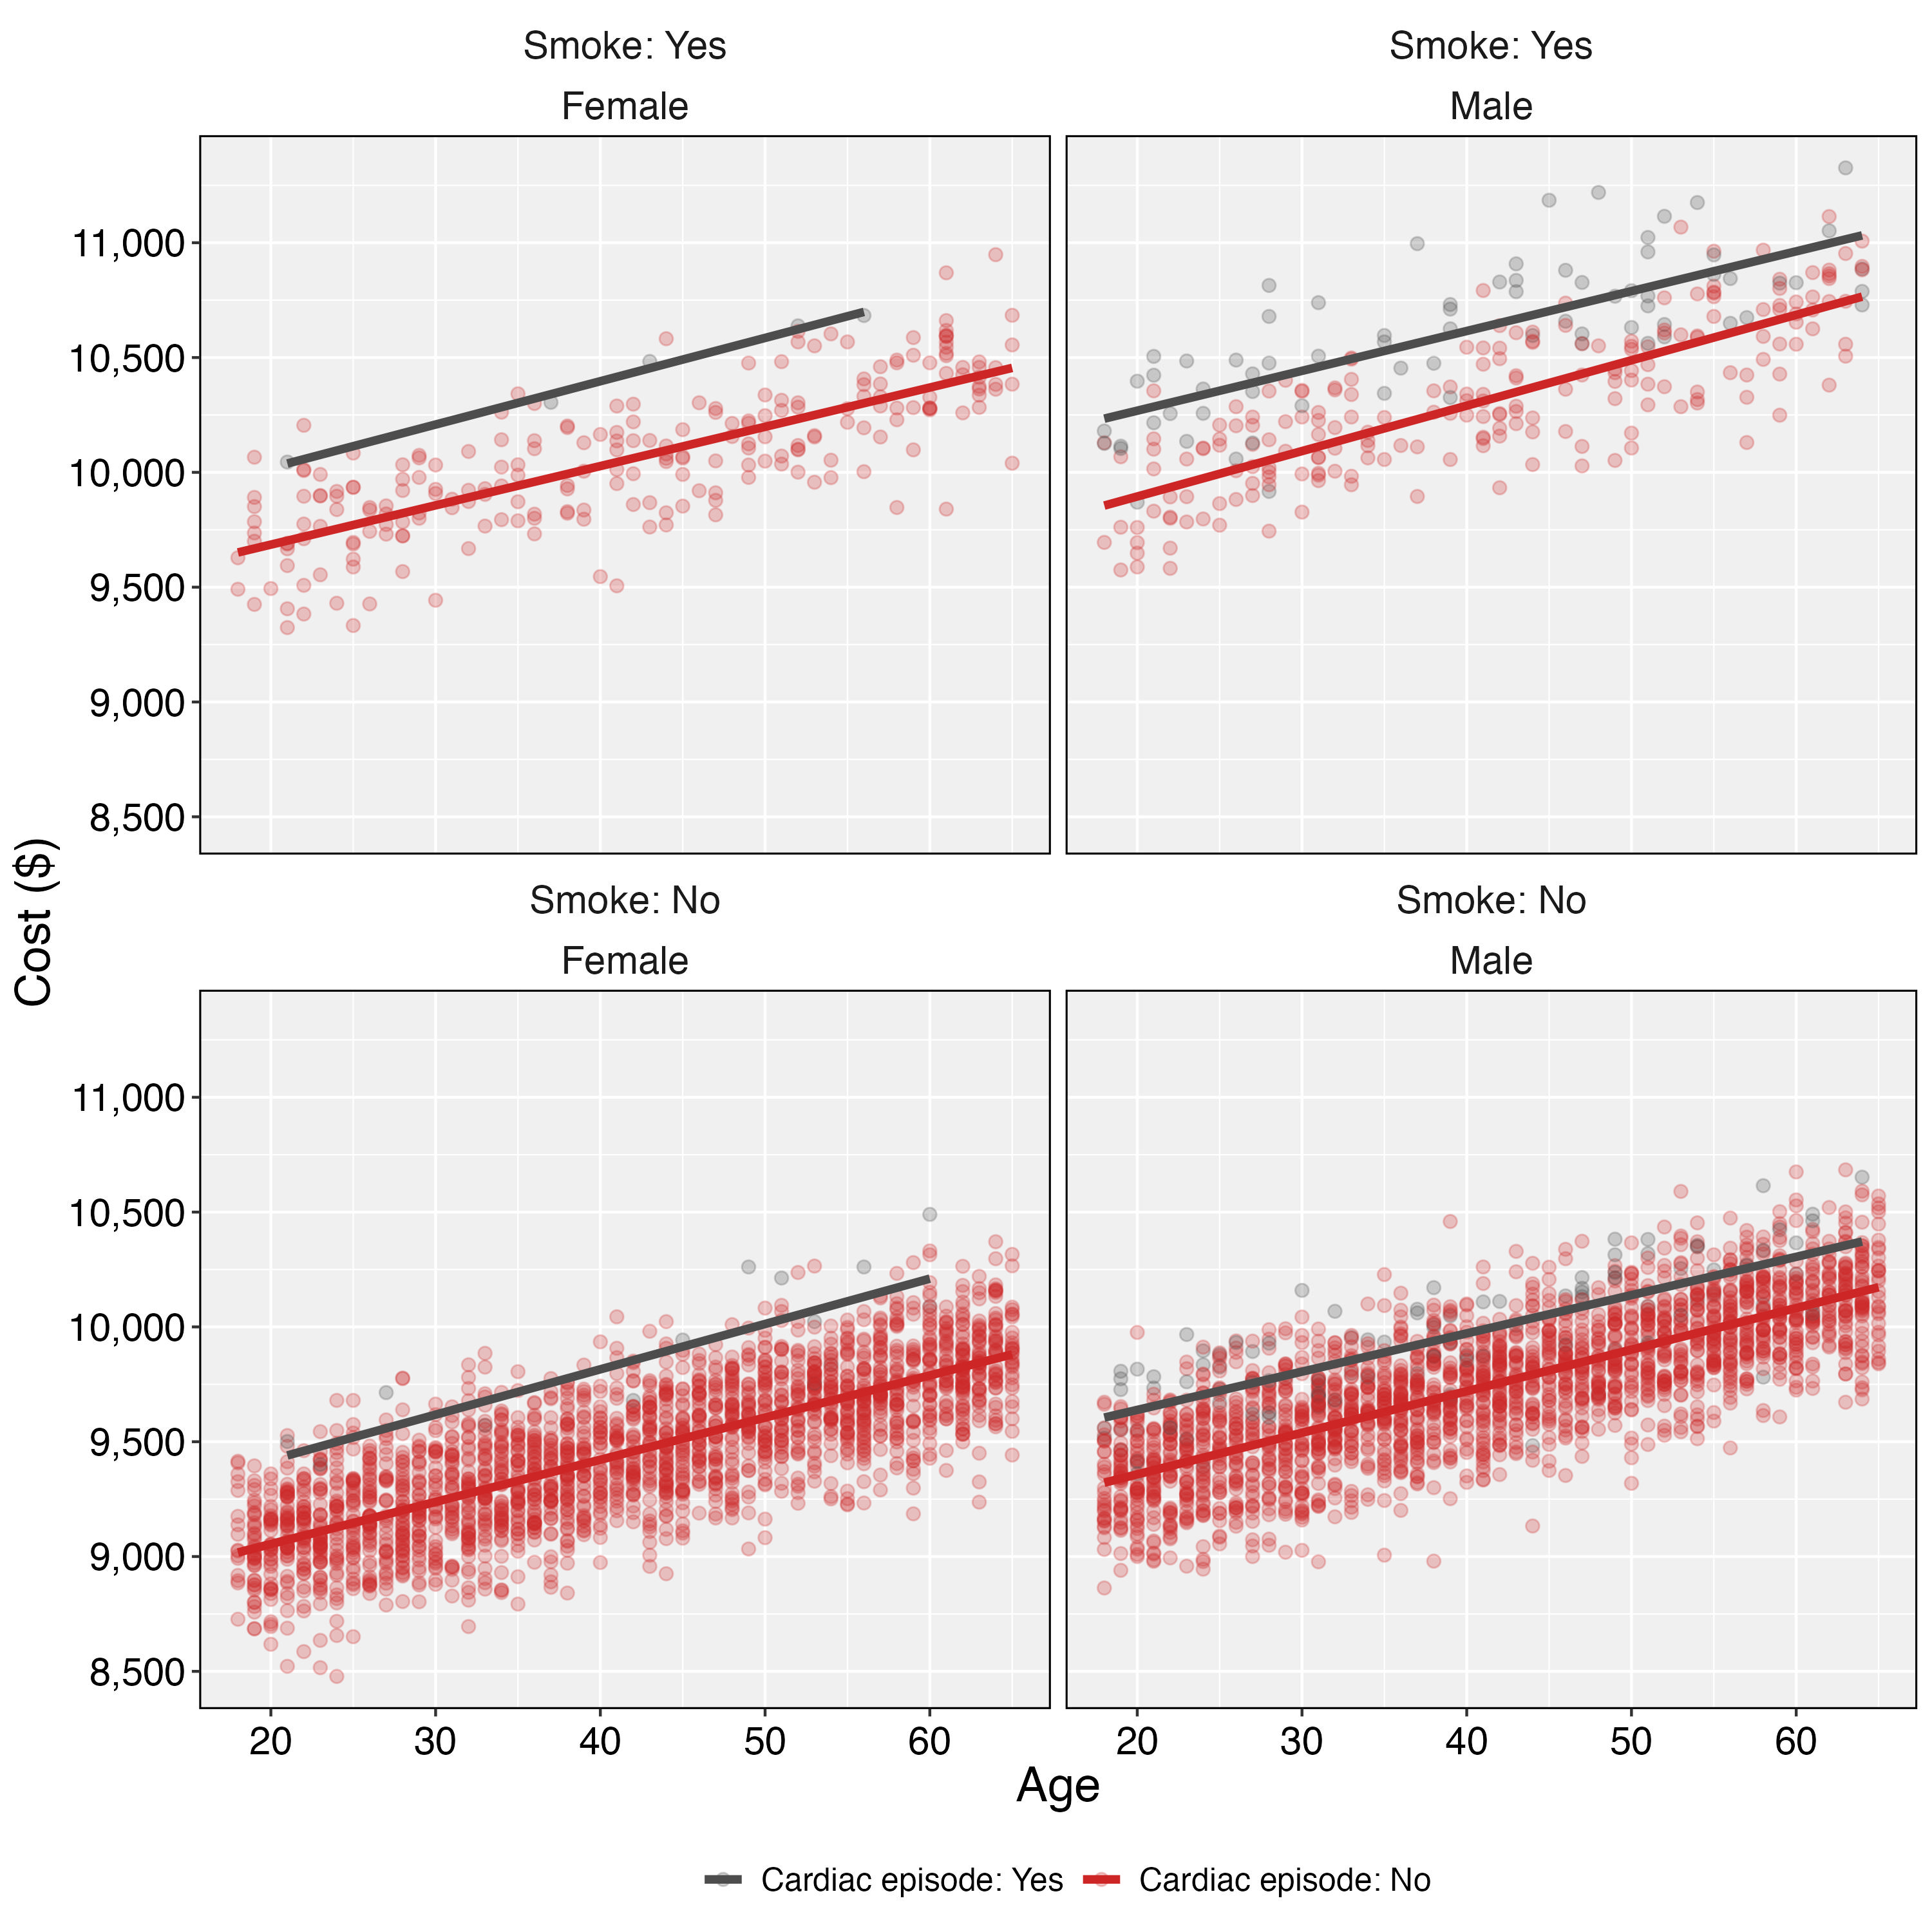 Smoke: Yes
Female
Smoke: Yes
Male
11,000
10,500
10,000
9,500
9,000
8,500
Cost ($)
Smoke: No
Female
Smoke: No
Male
11,000
10,500
10,000
9,500
9,000
8,500
20 30 40 50 60
20 30 40 50 60
Age
Cardiac episode: Yes Cardiac episode: No